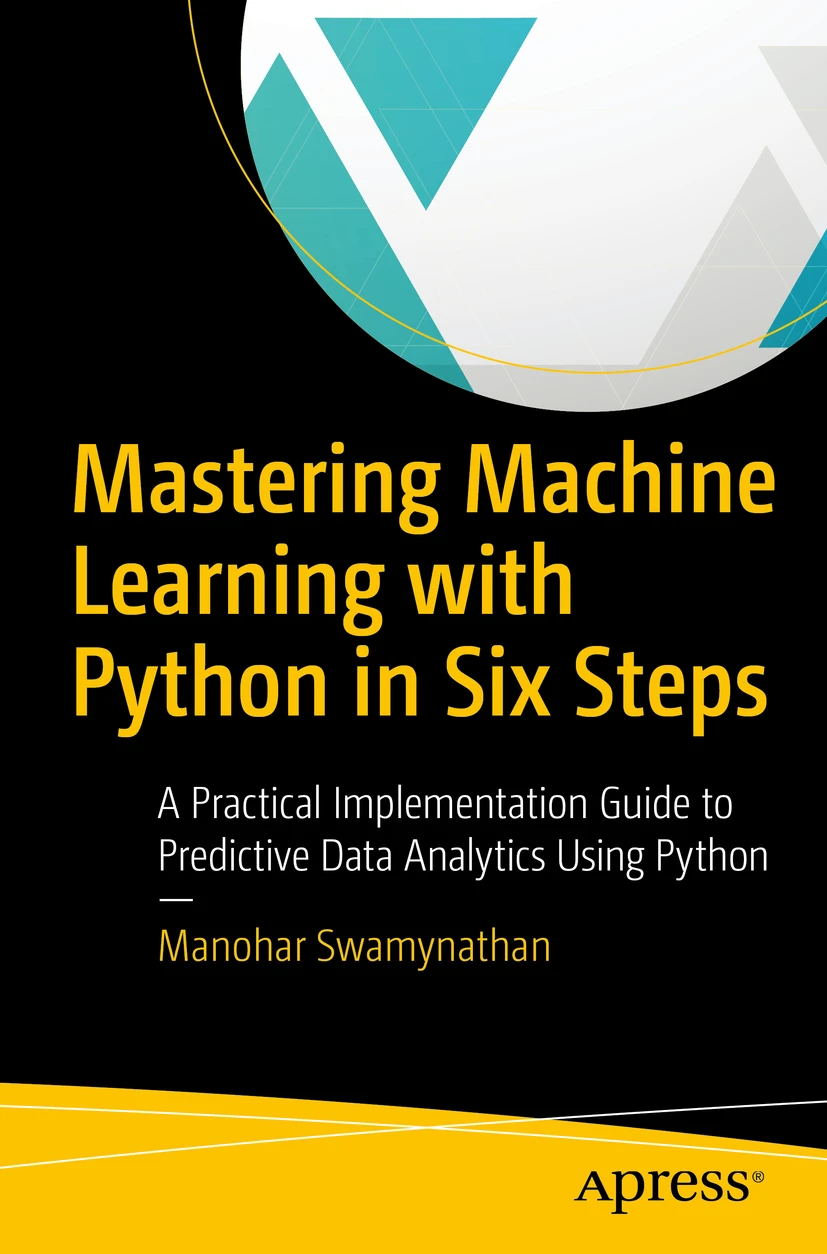 Mastering Machine
Learning with
Python in Six Steps
A Practical Implementation Guide to
Predictive Data Analytics Using Python
—
Manohar Swamynathan
Apress®